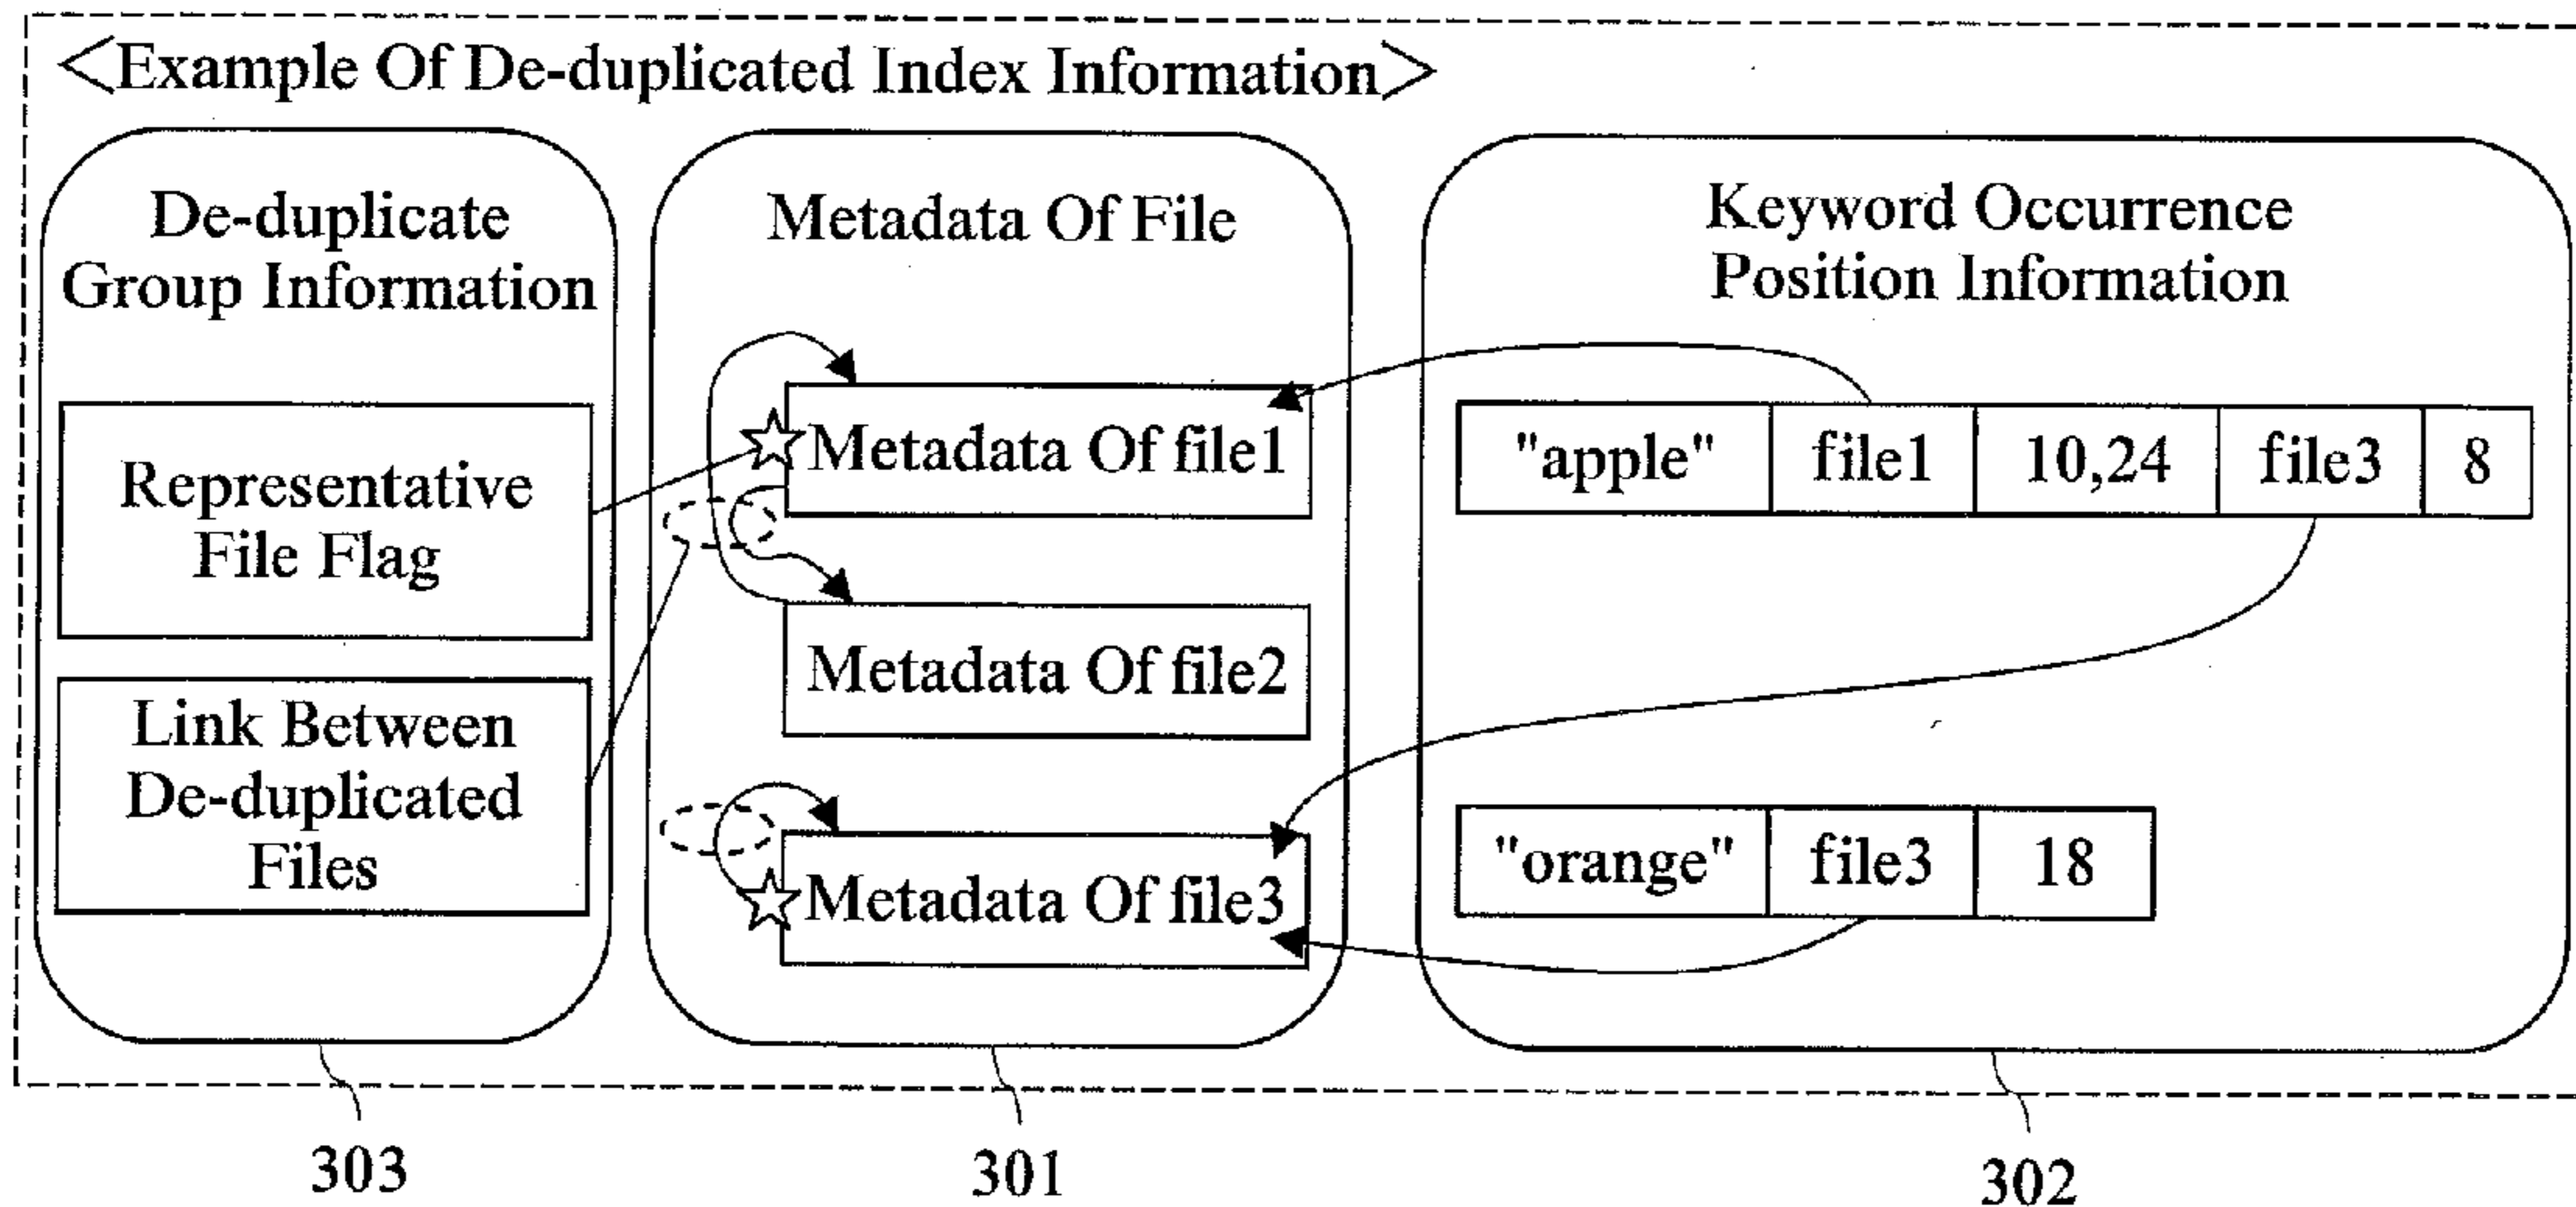 <Example Of De-duplicated Index Information>
De-duplicate
Group Information
Representative
File Flag
Link Between
De-duplicated
Files
303
Metadata Of File
Metadata Of file1
Metadata Of file2
Metadata Of file3
301
Keyword Occurrence
Position Information
"apple" file1 10,24 file3 8
"orange" file3 18
302